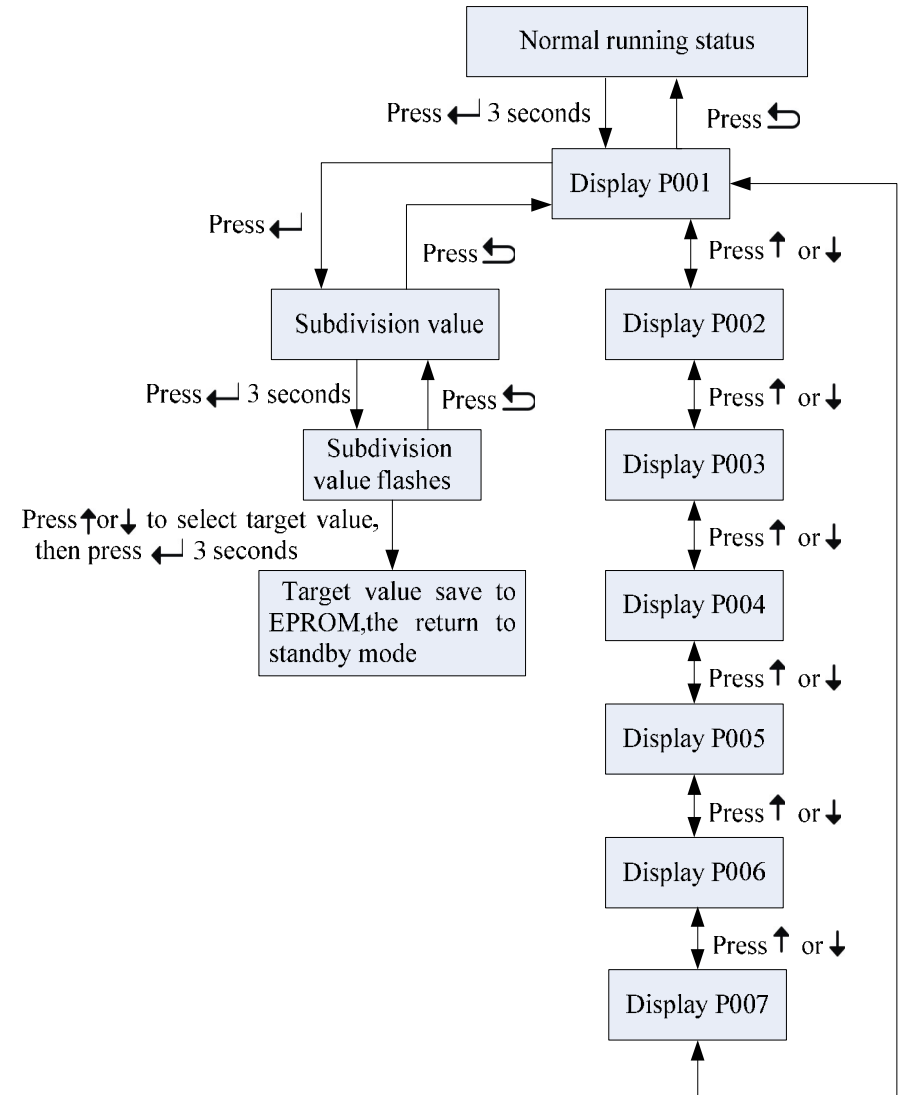 Normal running status
Press ↵ 3 seconds
Press ⮌
Display P001
Press ↵
Press ⮌
Press ↑ or ↓
Subdivision value
Display P002
Press ↵ 3 seconds
Press ⮌
Press ↑ or ↓
Subdivision
value flashes
Display P003
Press ↑ or ↓ to select target value,
then press ↵ 3 seconds
Press ↑ or ↓
Target value save to
EPROM,the return to
standby mode
Display P004
Press ↑ or ↓
Display P005
Press ↑ or ↓
Display P006
Press ↑ or ↓
Display P007